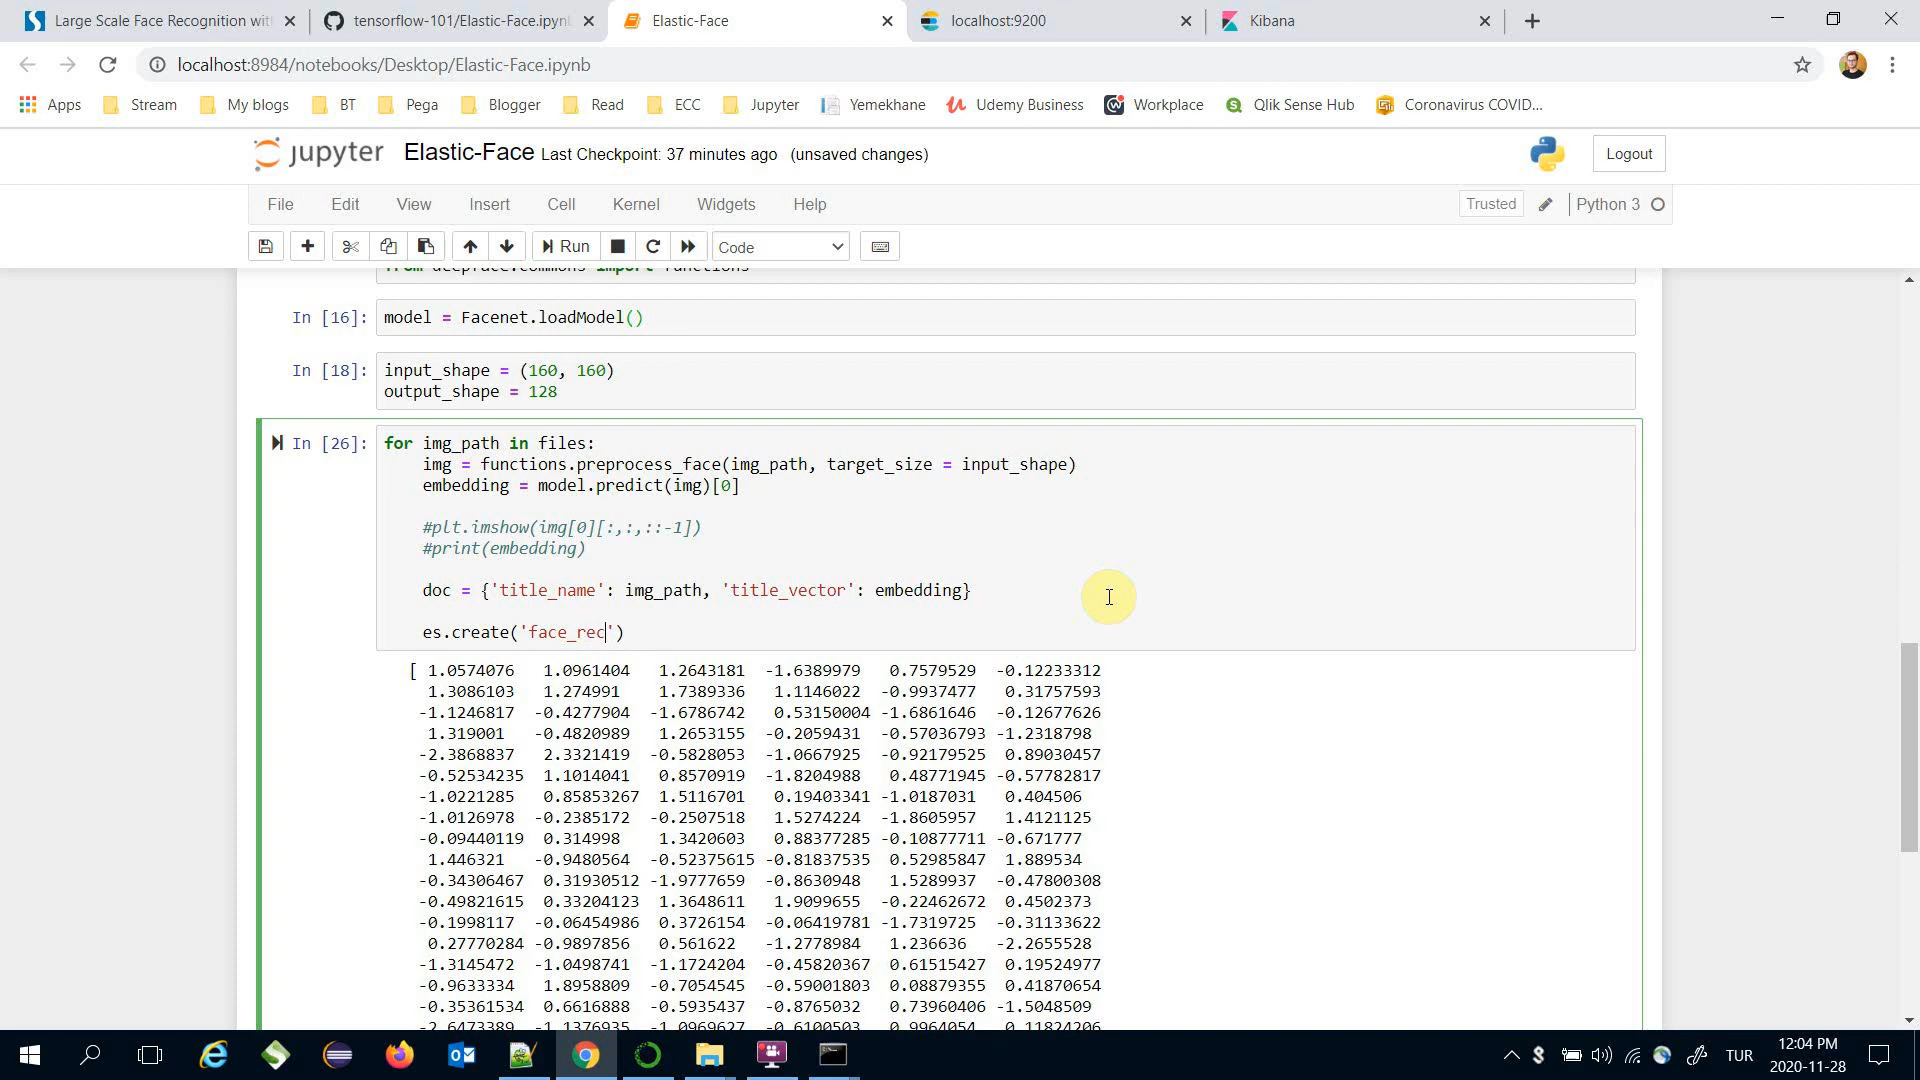 Large Scale Face Recognition wit
tensorflow-101/Elastic-Face.ipyn
Elastic-Face
localhost:9200
Kibana
localhost:8984/notebooks/Desktop/Elastic-Face.ipynb
Apps Stream My blogs BT Pega Blogger Read ECC Jupyter Yemekhane Udemy Business Workplace Qlik Sense Hub Coronavirus COVID...
jupyter Elastic-Face Last Checkpoint: 37 minutes ago (unsaved changes) Logout
File Edit View Insert Cell Kernel Widgets Help Trusted Python 3
Run Code
from deepface.commons import functions
In [16]: model = Facenet.loadModel()
In [18]: input_shape = (160, 160)
output_shape = 128
In [26]: for img_path in files:
img = functions.preprocess_face(img_path, target_size = input_shape)
embedding = model.predict(img)[0]
#plt.imshow(img[0][:,:,::-1])
#print(embedding)
doc = {'title_name': img_path, 'title_vector': embedding}
es.create('face_rec')
[ 1.0574076 1.0961404 1.2643181 -1.6389979 0.7579529 -0.12233312
1.3086103 1.274991 1.7389336 1.1146022 -0.9937477 0.31757593
-1.1246817 -0.4277904 -1.6786742 0.53150004 -1.6861646 -0.12677626
1.319001 -0.4820989 1.2653155 -0.2059431 -0.57036793 -1.2318798
-2.3868837 2.3321419 -0.5828053 -1.0667925 -0.92179525 0.89030457
-0.52534235 1.1014041 0.8570919 -1.8204988 0.48771945 -0.57782817
-1.0221285 0.85853267 1.5116701 0.19403341 -1.0187031 0.404506
-1.0126978 -0.2385172 -0.2507518 1.5274224 -1.8605957 1.4121125
-0.09440119 0.314998 1.3420603 0.88377285 -0.10877711 -0.671777
1.446321 -0.9480564 -0.52375615 -0.81837535 0.52985847 1.889534
-0.34306467 0.31930512 -1.9777659 -0.8630948 1.5289937 -0.47800308
-0.49821615 0.33204123 1.3648611 1.9099655 -0.22462672 0.4502373
-0.1998117 -0.06454986 0.3726154 -0.06419781 -1.7319725 -0.31133622
0.27770284 -0.9897856 0.561622 -1.2778984 1.236636 -2.2655528
-1.3145472 -1.0498741 -1.1724204 -0.45820367 0.61515427 0.19524977
-0.9633334 1.8958809 -0.7054545 -0.59001803 0.08879355 0.41870654
-0.35361534 0.6616888 -0.5935437 -0.8765032 0.73960406 -1.5048509
-2.6473389 -1.1376935 -1.0969627 -0.6100503 0.9964054 0.11824206
TUR
12:04 PM
2020-11-28